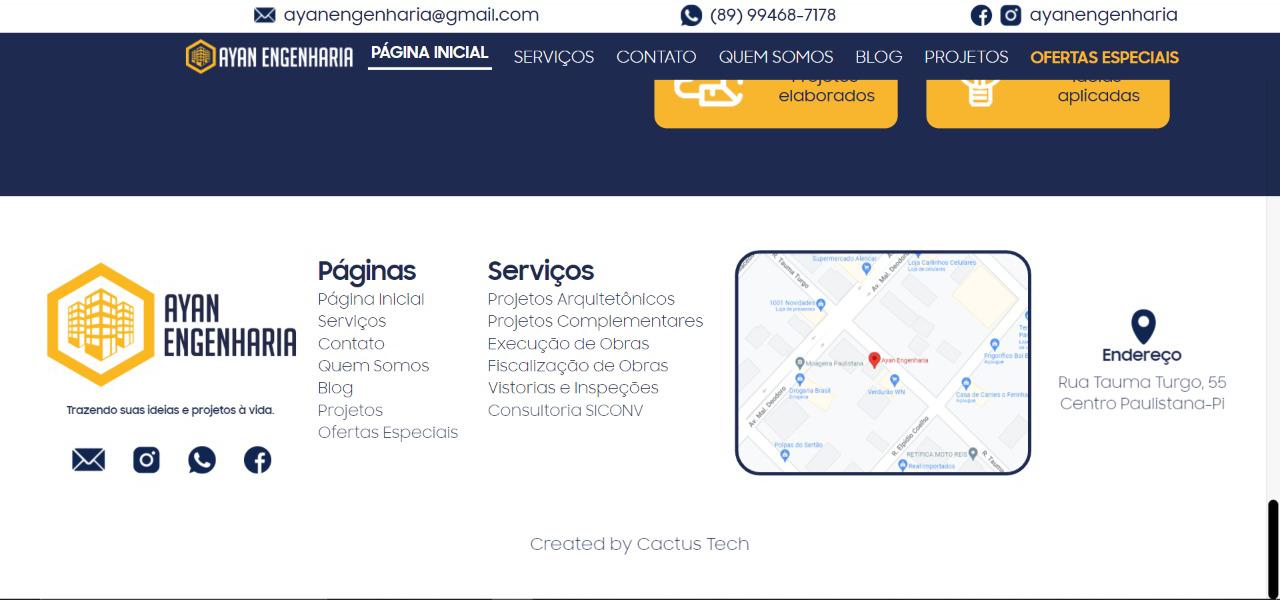 ayanengenharia@gmail.com
(89) 99468-7178
ayanengenharia
AYAN ENGENHARIA
PÁGINA INICIAL
SERVIÇOS
CONTATO
QUEM SOMOS
BLOG
PROJETOS
OFERTAS ESPECIAIS
Projetos
elaborados
Ideias
aplicadas
AYAN
ENGENHARIA
Trazendo suas ideias e projetos à vida.
Páginas
Página Inicial
Serviços
Contato
Quem Somos
Blog
Projetos
Ofertas Especiais
Serviços
Projetos Arquitetônicos
Projetos Complementares
Execução de Obras
Fiscalização de Obras
Vistorias e Inspeções
Consultoria SICONV
R. Tauma Turgo
Supermercado Alencar
Av. Mal. Deodoro
Loja Carlinhos Celulares
Loja de celulares
1001 Novidades
Loja de presentes
Moageira Paulistana
Ayan Engenharia
Frigorífico Boi B
Açougue
Drogaria Brasil
Drogaria
Verdurão WN
Casa de Carnes o Ferinha
Açougue
Av. Mal. Deodoro
R. Elpídio Coelho
Polpas do Sertão
RETÍFICA MOTO REIS
Real Importados
R. Tauma
Endereço
Rua Tauma Turgo, 55
Centro Paulistana-Pi
Created by Cactus Tech